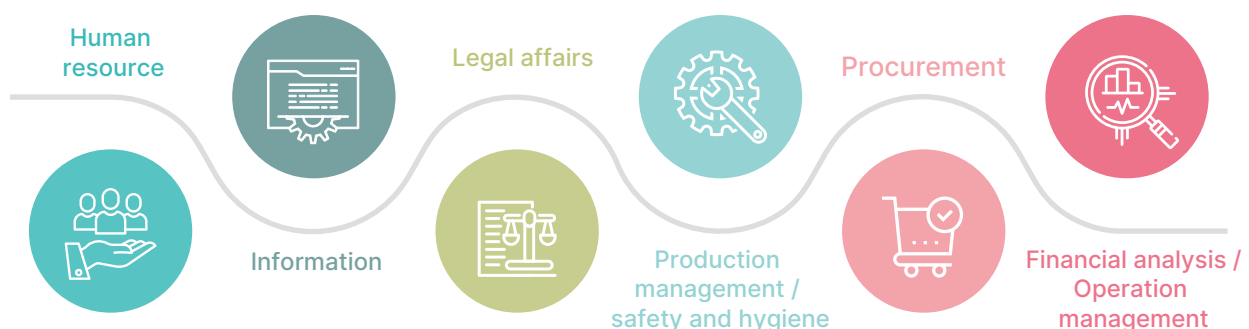 Human
resource
Information
Legal affairs
Production
management /
safety and hygiene
Procurement
Financial analysis /
Operation
management